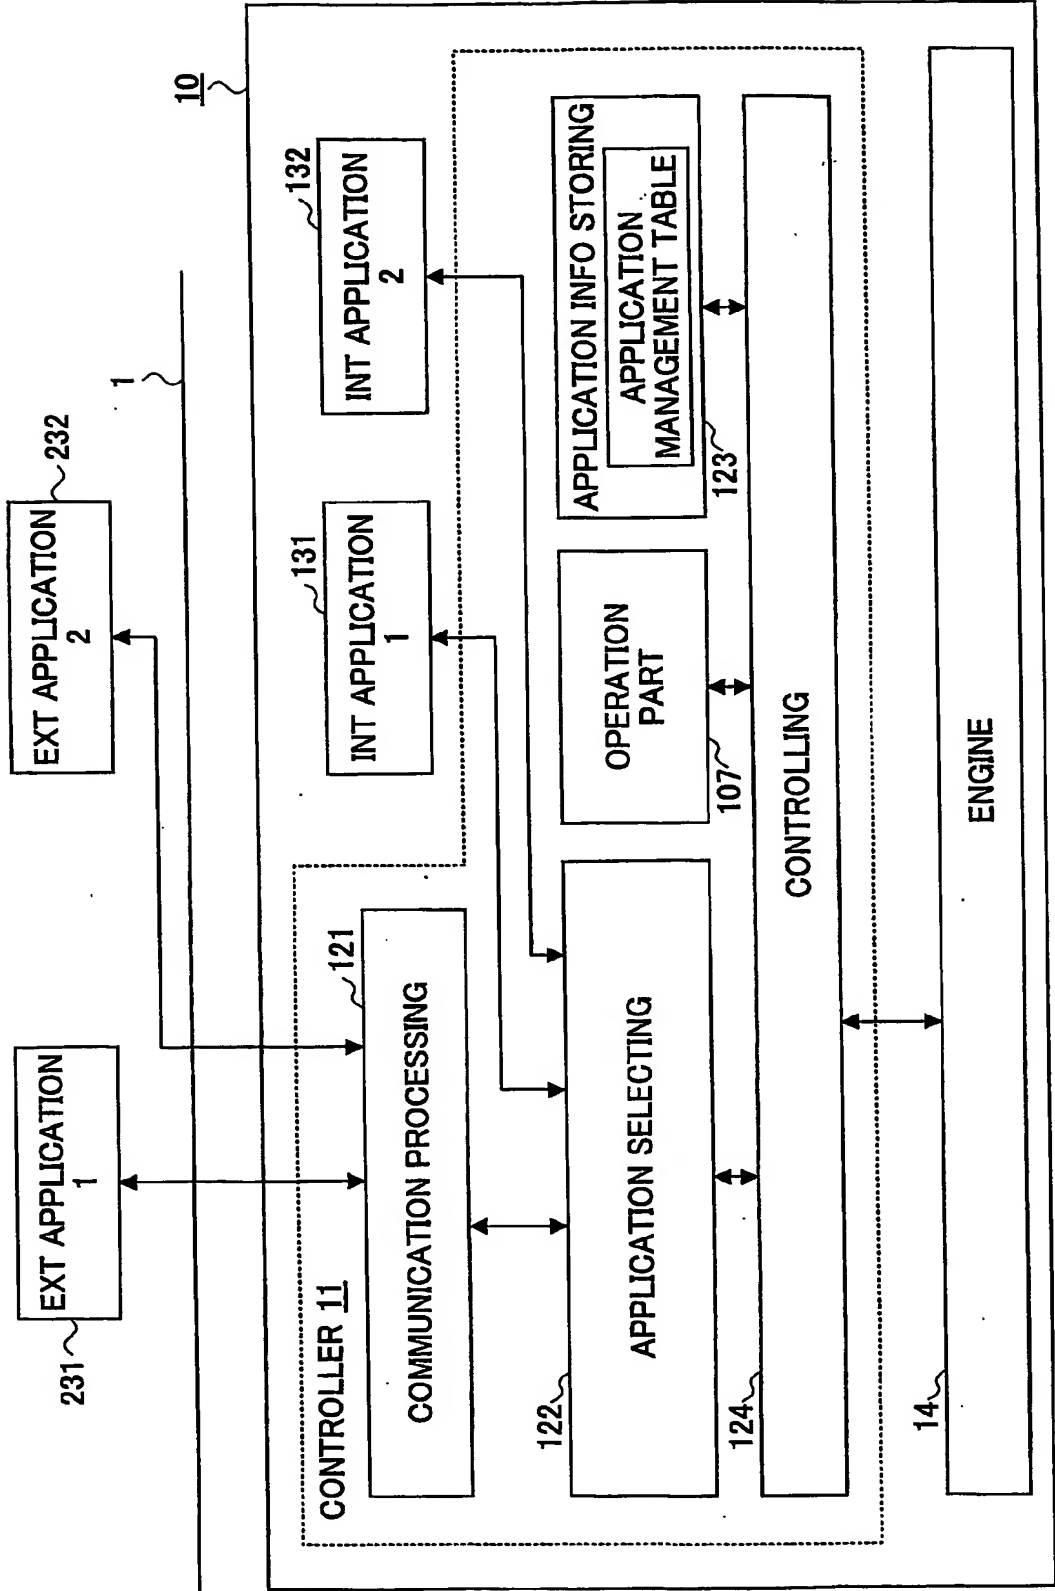 10
1
EXT APPLICATION
1
231
EXT APPLICATION
2
232
INT APPLICATION
1
131
INT APPLICATION
2
132
CONTROLLER 11
COMMUNICATION PROCESSING
121
APPLICATION SELECTING
122
OPERATION
PART
107
APPLICATION INFO STORING
APPLICATION
MANAGEMENT TABLE
123
CONTROLLING
124
ENGINE
14